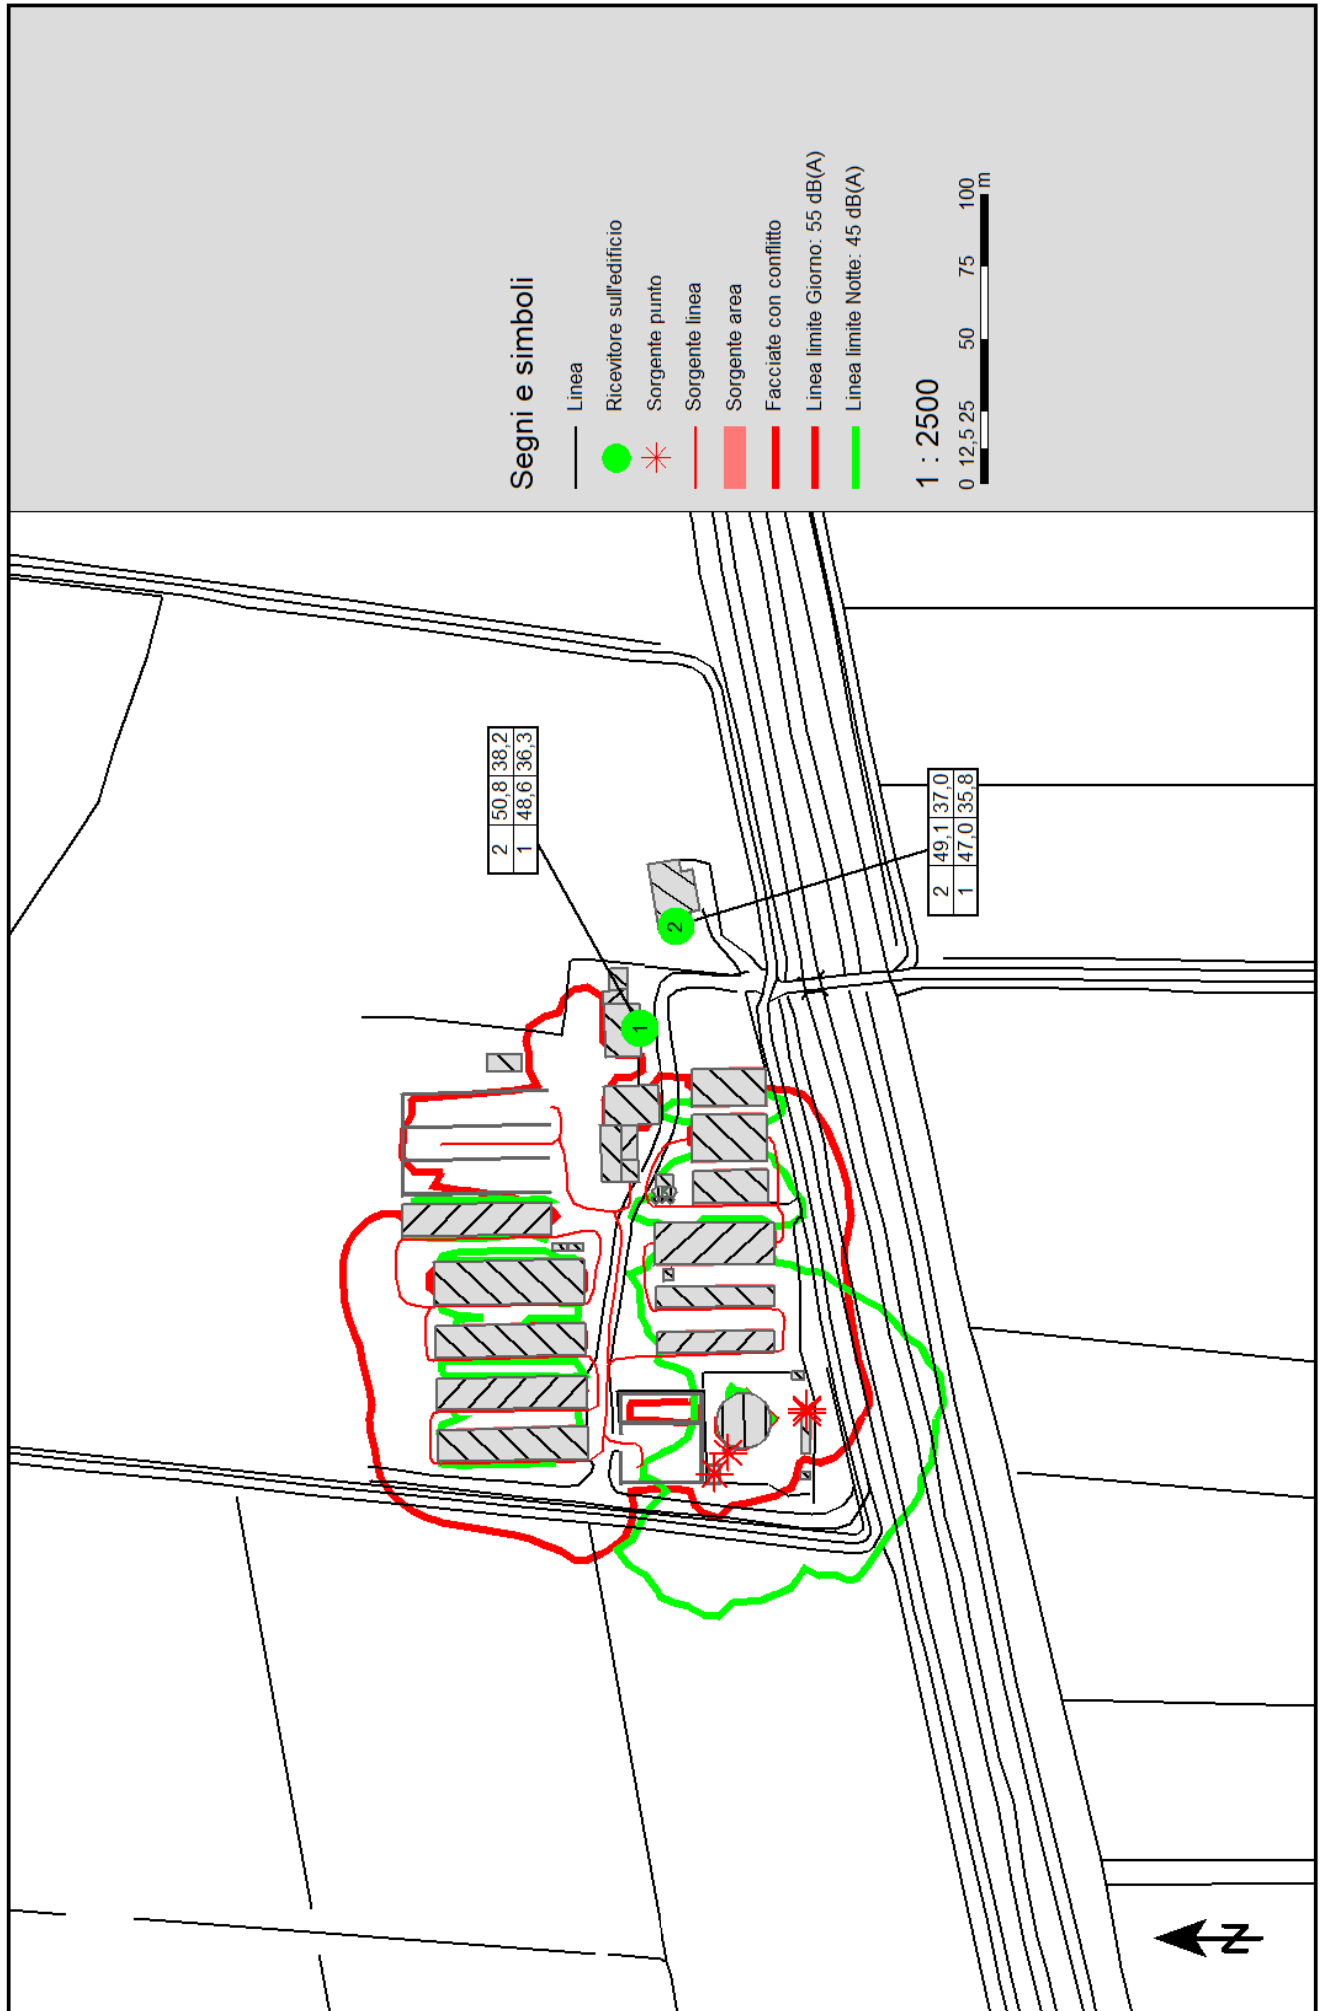 Segni e simboli
Linea
Ricevitore sull'edificio
Sorgente punto
Sorgente linea
Sorgente area
Facciate con conflitto
Linea limite Giorno: 55 dB(A)
Linea limite Notte: 45 dB(A)
1 : 2500
0 12,5 25 50 75 100
m
2 50,8 38,2
1 48,6 36,3
2 49,1 37,0
1 47,0 35,8
1
2
N